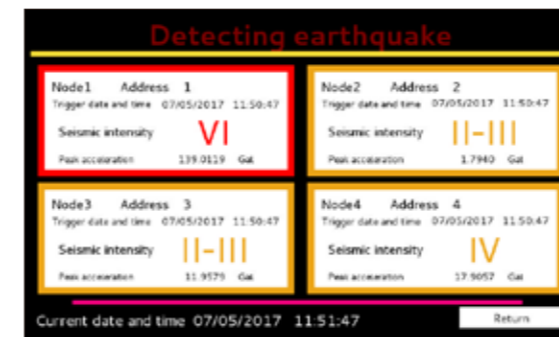 Detecting earthquake
Node1 Address 1
Trigger date and time 07/05/2017 11:50:47
Seismic intensity VI
Peak acceleration 139.0119 Gal
Node2 Address 2
Trigger date and time 07/05/2017 11:50:47
Seismic intensity II-III
Peak acceleration 1.7940 Gal
Node3 Address 3
Trigger date and time 07/05/2017 11:50:47
Seismic intensity II-III
Peak acceleration 11.9579 Gal
Node4 Address 4
Trigger date and time 07/05/2017 11:50:47
Seismic intensity IV
Peak acceleration 17.9057 Gal
Current date and time 07/05/2017 11:51:47
Return